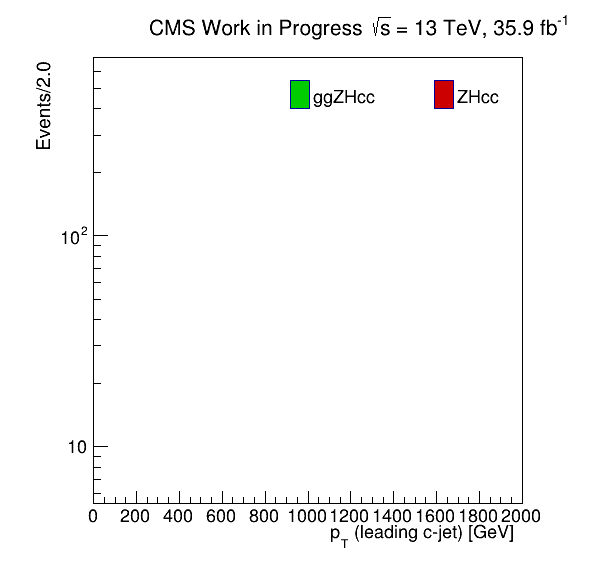 CMS Work in Progress √s = 13 TeV, 35.9 fb⁻¹
Events/2.0
ggZHcc ZHcc
10²
10
0 200 400 600 800 1000 1200 1400 1600 1800 2000
p_T (leading c-jet) [GeV]